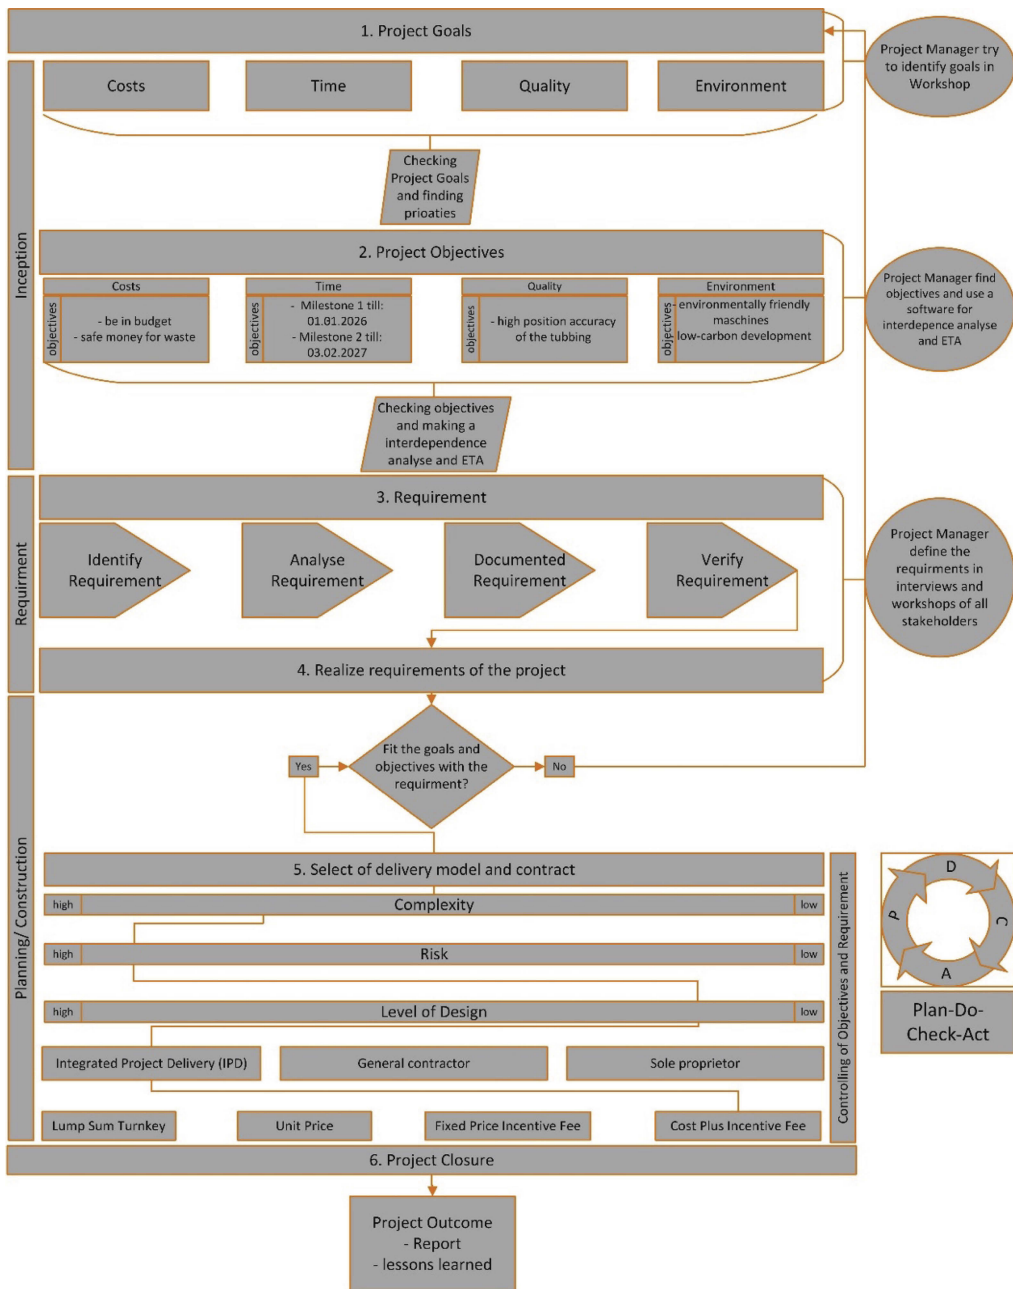 1. Project Goals
Project Manager try
to identify goals in
Workshop
Costs
Time
Quality
Environment
Checking
Project Goals
and finding
prioaties
Inception
2. Project Objectives
Costs
objectives
- be in budget
- safe money for waste
Time
objectives
- Milestone 1 till:
01.01.2026
- Milestone 2 till:
03.02.2027
Quality
objectives
- high position accuracy
of the tubbing
Environment
objectives
- environmentally friendly
maschines
low-carbon development
Project Manager find
objectives and use a
software for
interdepence analyse
and ETA
Checking objectives
and making a
interdependence
analyse and ETA
Requirment
3. Requirement
Identify
Requirement
Analyse
Requirement
Documented
Requirement
Verify
Requirement
Project Manager
define the
requirments in
interviews and
workshops of all
stakeholders
4. Realize requirements of the project
Planning/ Construction
Fit the goals and
objectives with the
requirment?
Yes
No
5. Select of delivery model and contract
high
Complexity
low
high
Risk
low
high
Level of Design
low
Integrated Project Delivery (IPD)
General contractor
Sole proprietor
Lump Sum Turnkey
Unit Price
Fixed Price Incentive Fee
Cost Plus Incentive Fee
Controlling of Objectives and Requirement
P
D
C
A
Plan-Do-
Check-Act
6. Project Closure
Project Outcome
- Report
- lessons learned